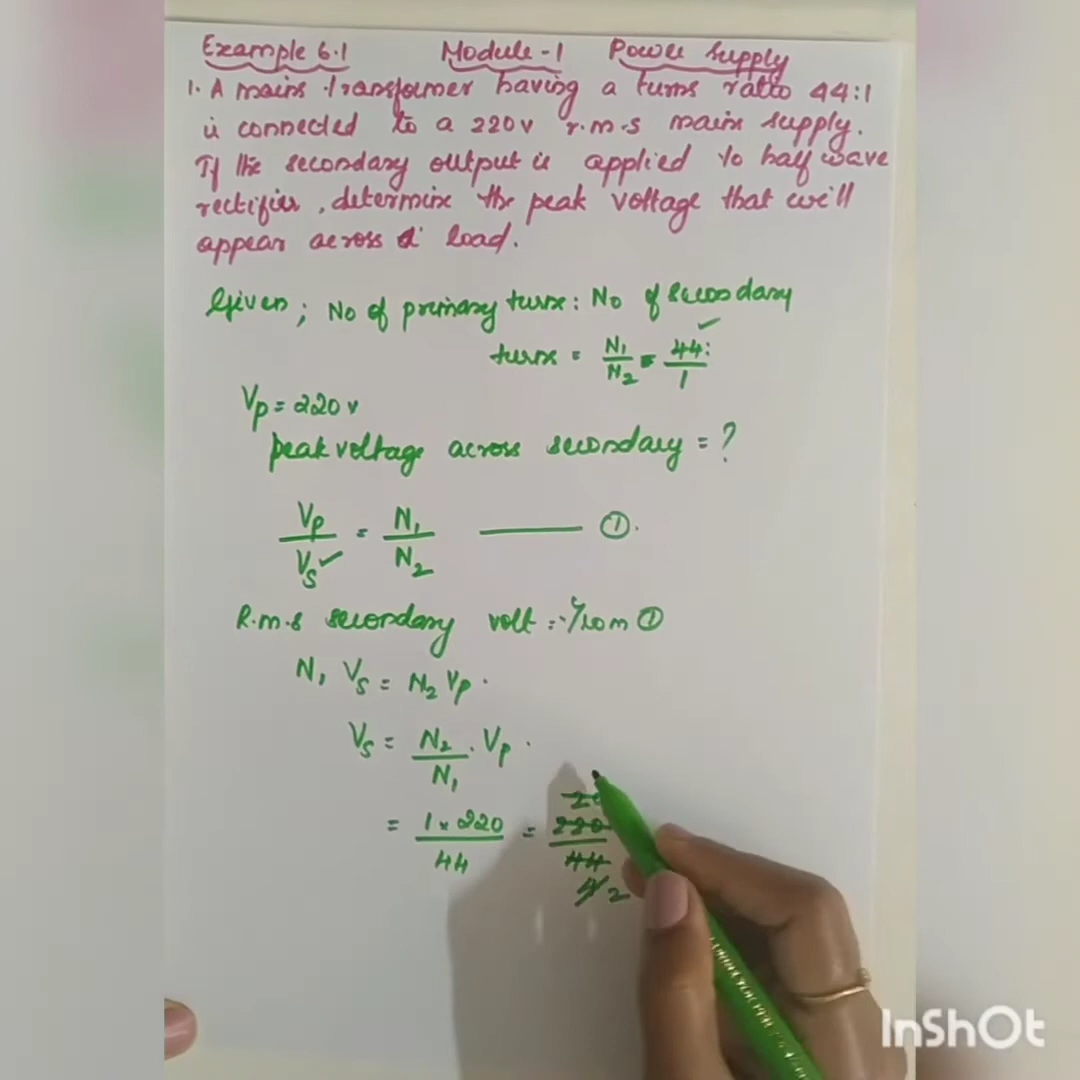 Example 6.1 Module-1 Power Supply
1. A mains transformer having a turns ratio 44:1
is connected to a 220v r.m.s mains supply.
If the secondary output is applied to half wave
rectifier, determine the peak voltage that will
appear across a load.
Given; No of primary turns: No of secondary
turns = N1/N2 = 44:/1
Vp = 220v
peak voltage across secondary = ?
Vp/Vs = N1/N2 ——— ①.
R.m.s secondary volt =: from ①
N1 Vs = N2 Vp.
Vs = N2/N1 . Vp.
= 1 x 220/44 = 220/44
2
InShOt